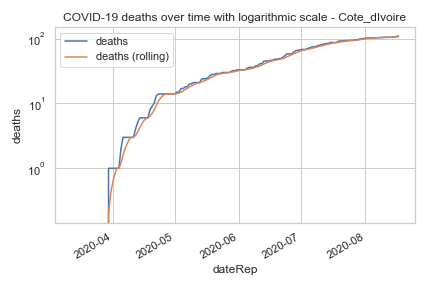 COVID-19 deaths over time with logarithmic scale - Cote_dIvoire
deaths
deaths (rolling)
10²
10¹
10⁰
deaths
2020-04
2020-05
2020-06
2020-07
2020-08
dateRep